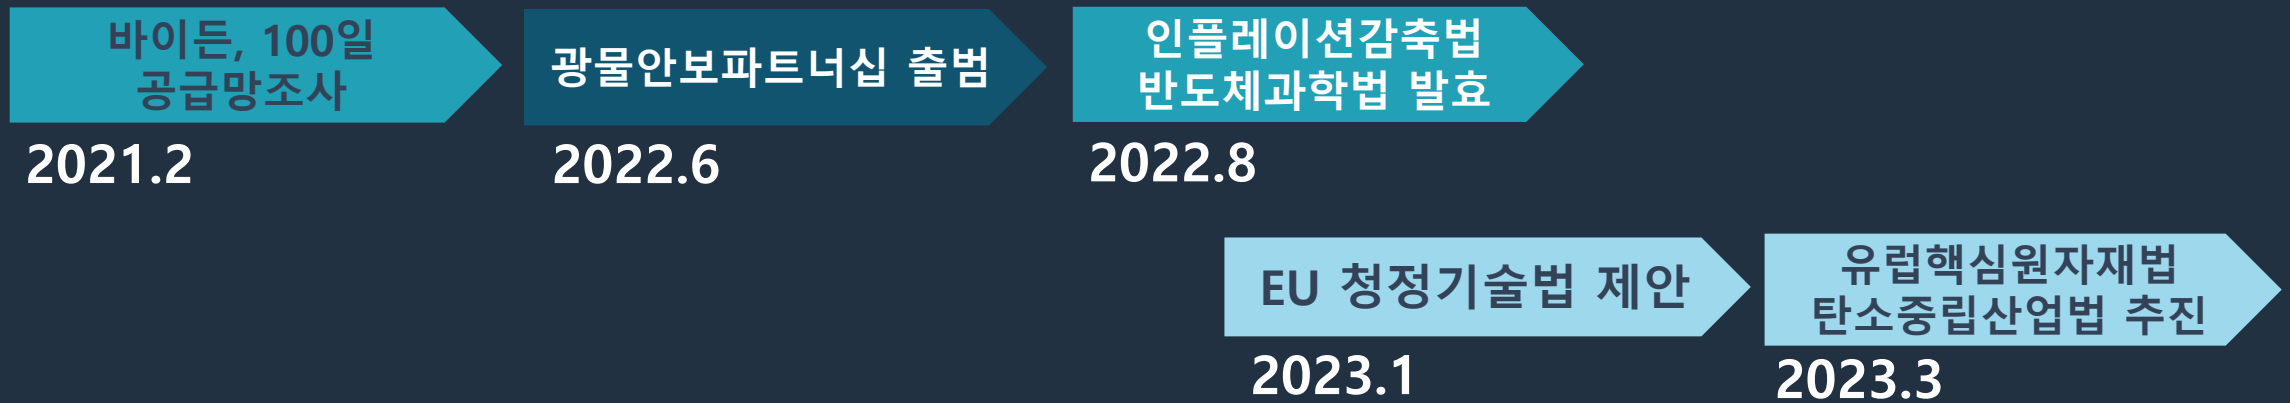 바이든, 100일
공급망조사
2021.2
광물안보파트너십 출범
2022.6
인플레이션감축법
반도체과학법 발효
2022.8
EU 청정기술법 제안
2023.1
유럽핵심원자재법
탄소중립산업법 추진
2023.3